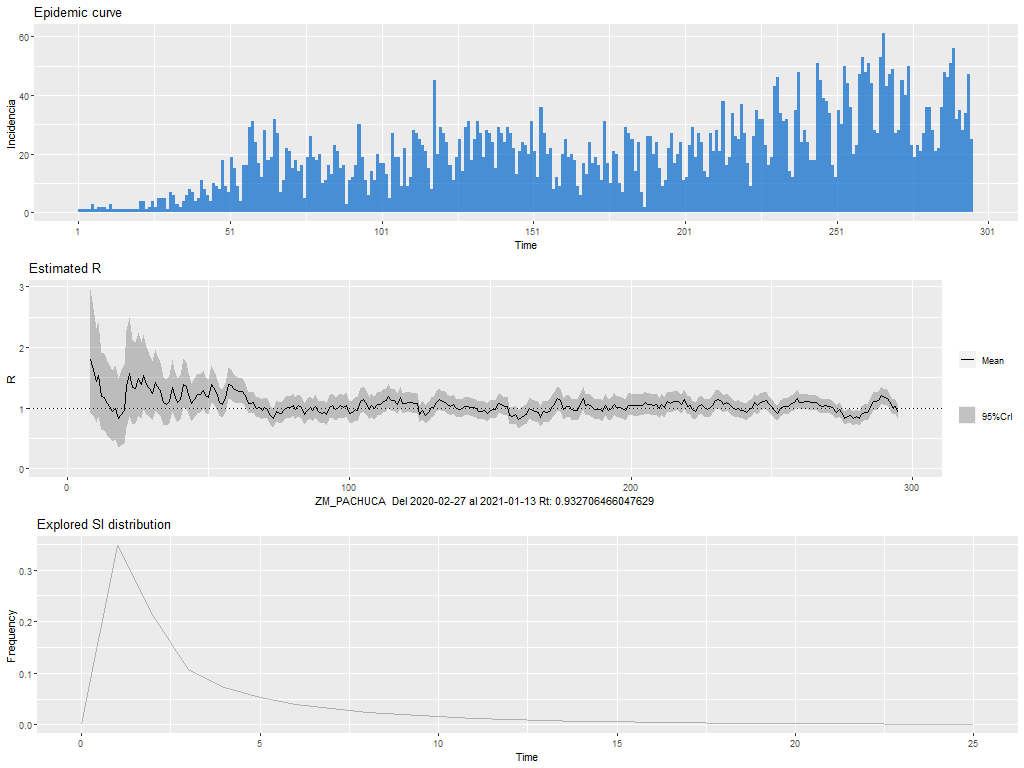 Epidemic curve
60
40
20
0
Incidencia
1 51 101 151 201 251 301
Time
Estimated R
3
2
1
0
R
0 100 200 300
ZM_PACHUCA Del 2020-02-27 al 2021-01-13 Rt: 0.932706466047629
Mean
95%CrI
Explored SI distribution
0.3
0.2
0.1
0.0
Frequency
0 5 10 15 20 25
Time